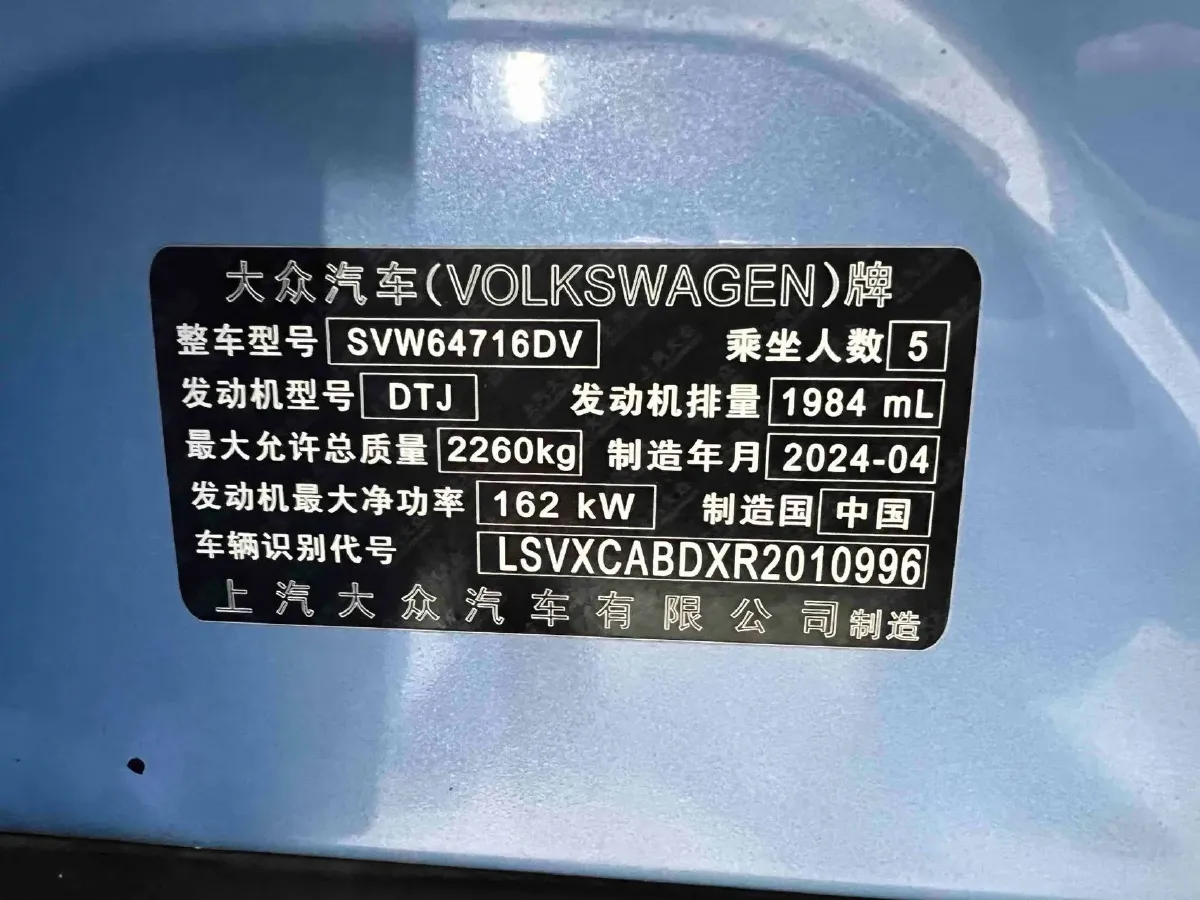 大众汽车(VOLKSWAGEN)牌
整车型号 SVW64716DV 乘坐人数 5
发动机型号 DTJ 发动机排量 1984 mL
最大允许总质量 2260kg 制造年月 2024-04
发动机最大净功率 162 kW 制造国 中国
车辆识别代号 LSVXCABDXR2010996
上汽大众汽车有限公司制造